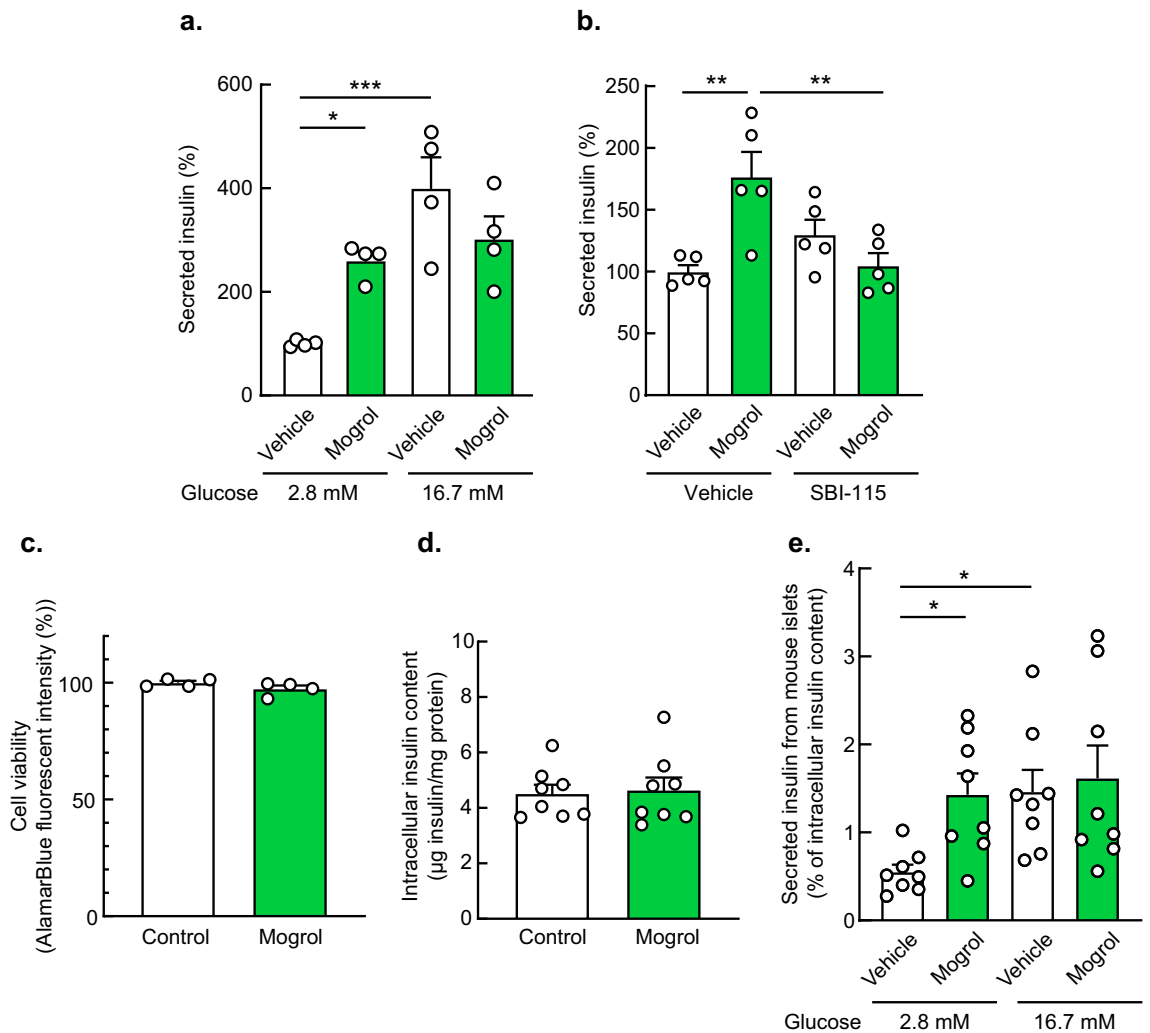 a.
Secreted insulin (%)
600
400
200
0
***
*
Vehicle
Mogrol
Vehicle
Mogrol
Glucose
2.8 mM
16.7 mM
b.
Secreted insulin (%)
250
200
150
100
50
0
**
**
Vehicle
Mogrol
Vehicle
Mogrol
Vehicle
SBI-115
c.
Cell viability
(AlamarBlue fluorescent intensity (%))
100
50
0
Control
Mogrol
d.
Intracellular insulin content
(µg insulin/mg protein)
10
8
6
4
2
0
Control
Mogrol
e.
Secreted insulin from mouse islets
(% of intracellular insulin content)
4
3
2
1
0
*
*
Vehicle
Mogrol
Vehicle
Mogrol
Glucose
2.8 mM
16.7 mM